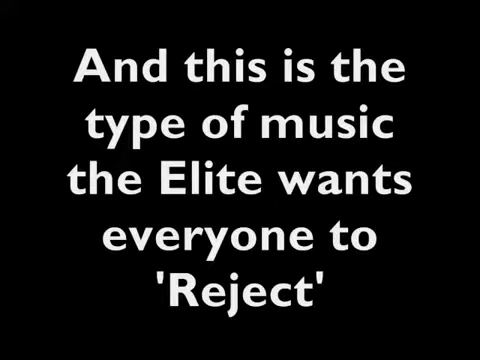 And this is the
type of music
the Elite wants
everyone to
'Reject'